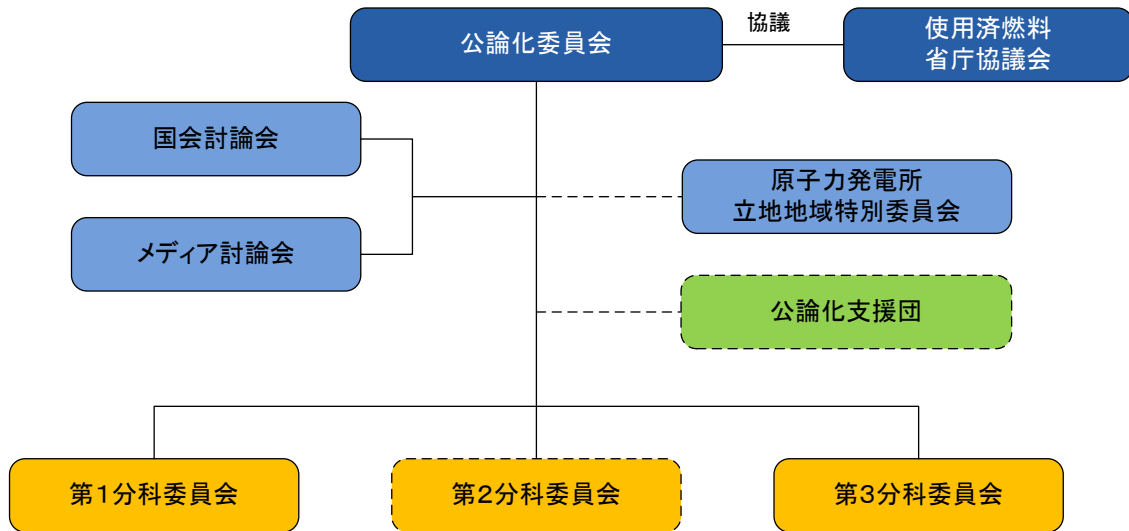 公論化委員会
協議
使用済燃料
省庁協議会
国会討論会
原子力発電所
立地地域特別委員会
メディア討論会
公論化支援団
第1分科委員会
第2分科委員会
第3分科委員会